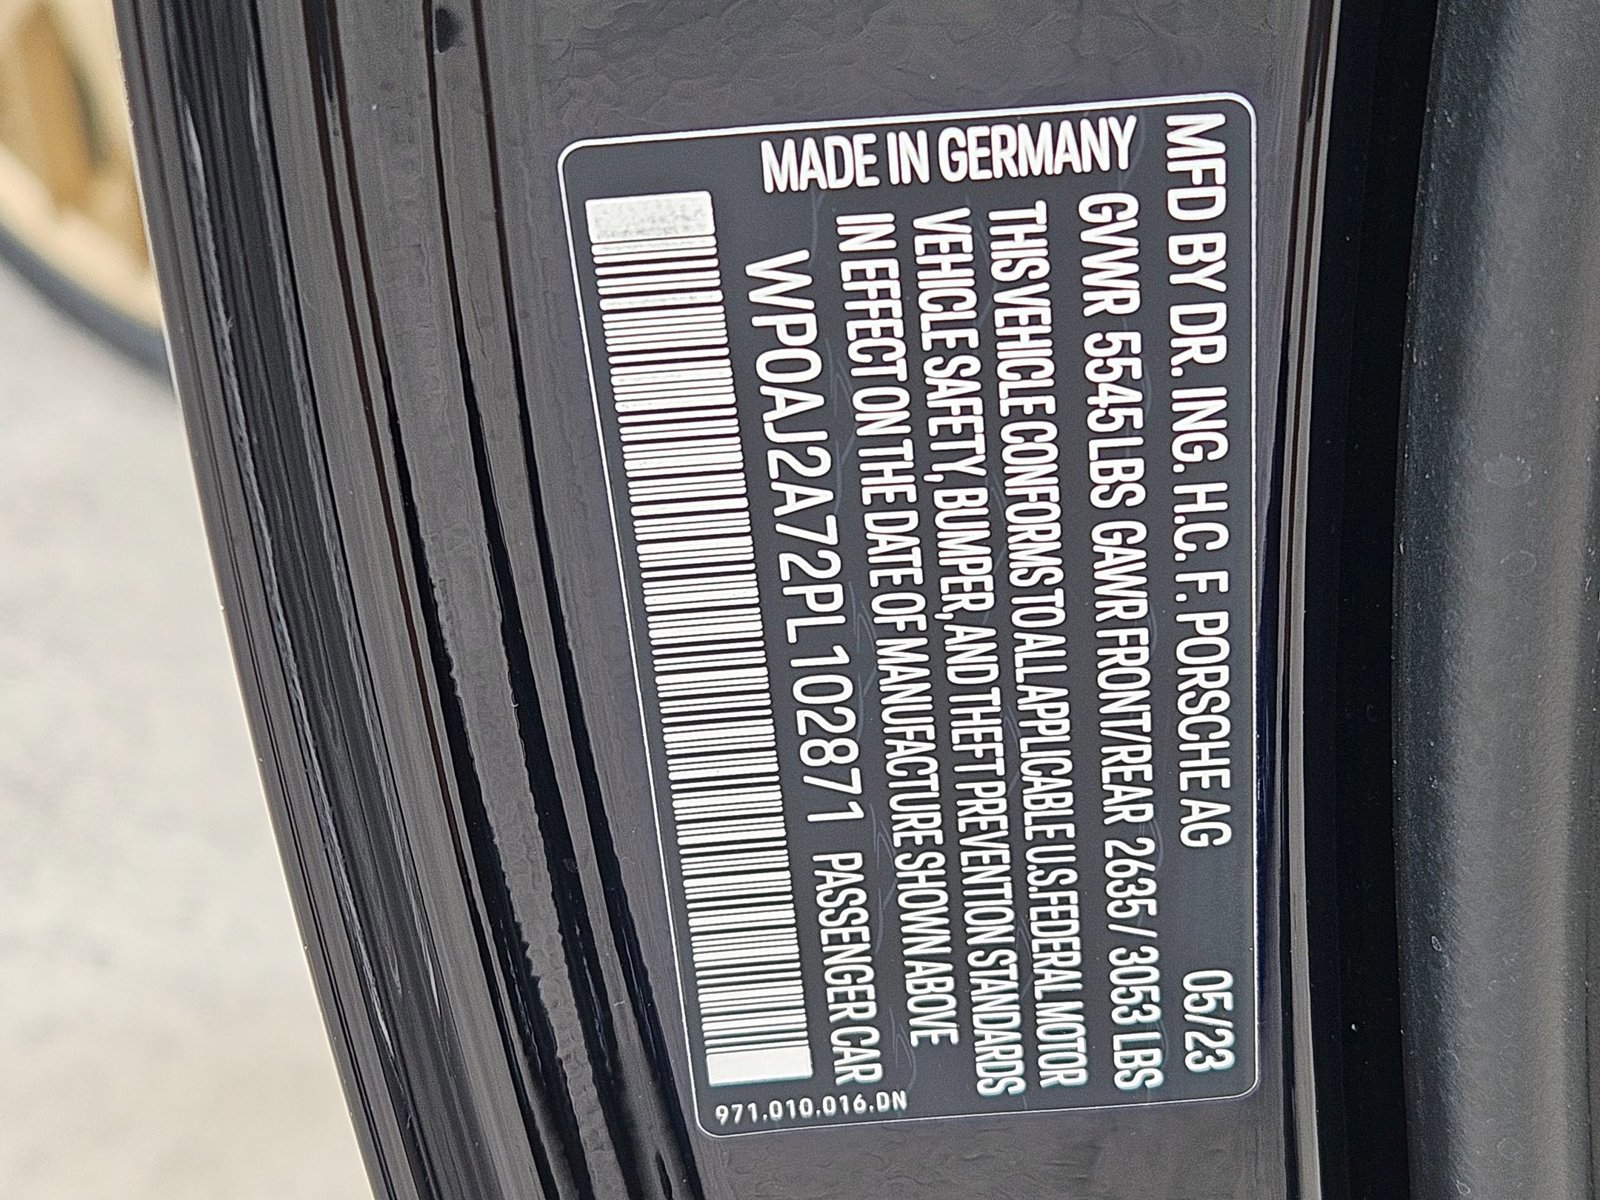 MFD BY DR. ING. H.C. F. PORSCHE AG 05/23
GVWR 5545 LBS GAWR FRONT/REAR 2635 / 3053 LBS
THIS VEHICLE CONFORMS TO ALL APPLICABLE U.S. FEDERAL MOTOR
VEHICLE SAFETY, BUMPER, AND THEFT PREVENTION STANDARDS
IN EFFECT ON THE DATE OF MANUFACTURE SHOWN ABOVE
WP0AJ2A72PL102871 PASSENGER CAR
MADE IN GERMANY
971.010.016.DN